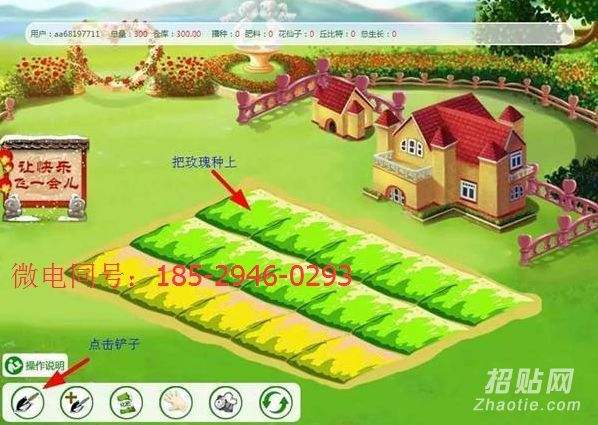 用户：aa68197711 总量：300 仓库：300.00 播种：0 肥料：0 花仙子：0 丘比特：0 总生长：0
把玫瑰种上
让快乐
飞一会儿
微电同号：185-2946-0293
点击铲子
操作说明
招贴网
Zhaotie.com